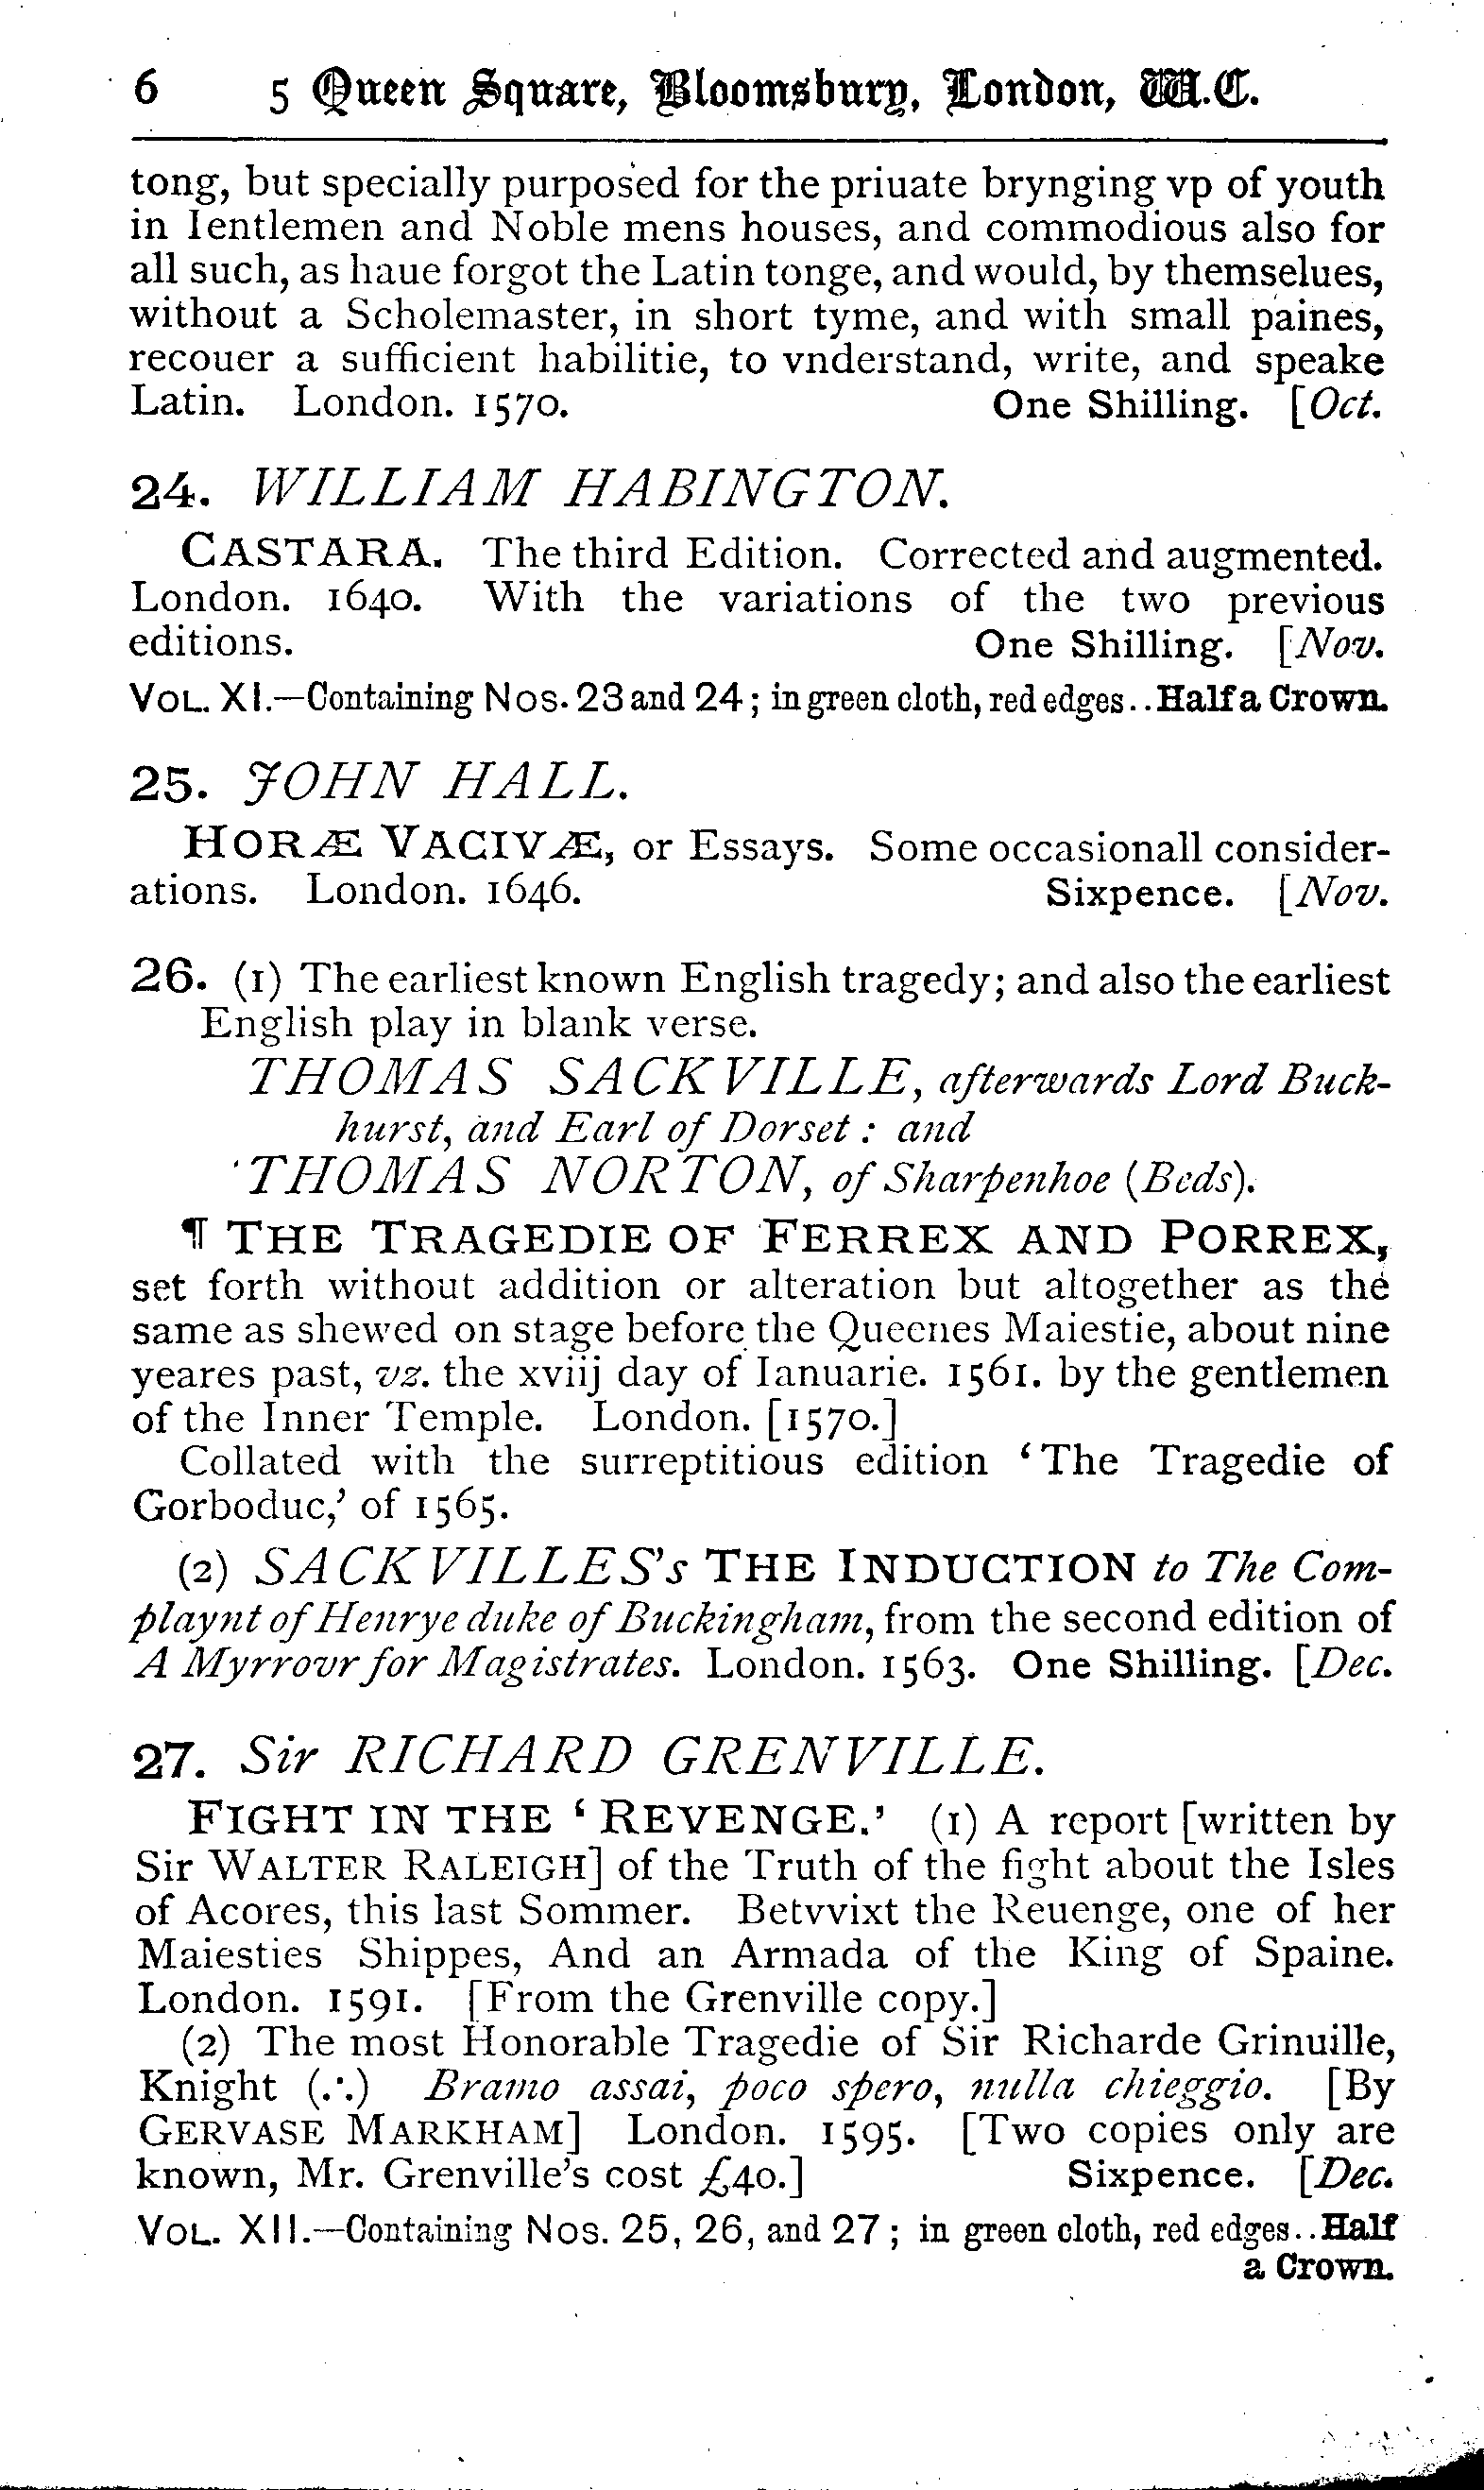 6 5 Queen Square, Bloomsbury, London, W.C.
tong, but specially purposed for the priuate brynging vp of youth
in Ientlemen and Noble mens houses, and commodious also for
all such, as haue forgot the Latin tonge, and would, by themselues,
without a Scholemaster, in short tyme, and with small paines,
recouer a sufficient habilitie, to vnderstand, write, and speake
Latin. London. 1570. One Shilling. [Oct.
24. WILLIAM HABINGTON.
CASTARA. The third Edition. Corrected and augmented.
London. 1640. With the variations of the two previous
editions. One Shilling. [Nov.
VOL. XI.—Containing Nos. 23 and 24; in green cloth, red edges..Half a Crown.
25. JOHN HALL.
HORÆ VACIVÆ, or Essays. Some occasionall consider-
ations. London. 1646. Sixpence. [Nov.
26. (1) The earliest known English tragedy; and also the earliest
English play in blank verse.
THOMAS SACKVILLE, afterwards Lord Buck-
hurst, and Earl of Dorset: and
THOMAS NORTON, of Sharpenhoe (Beds).
¶ THE TRAGEDIE OF FERREX AND PORREX,
set forth without addition or alteration but altogether as the
same as shewed on stage before the Queenes Maiestie, about nine
yeares past, vz. the xviij day of Ianuarie. 1561. by the gentlemen
of the Inner Temple. London. [1570.]
Collated with the surreptitious edition ‘The Tragedie of
Gorboduc,’ of 1565.
(2) SACKVILLES's THE INDUCTION to The Com-
playnt of Henrye duke of Buckingham, from the second edition of
A Myrrovr for Magistrates. London. 1563. One Shilling. [Dec.
27. Sir RICHARD GRENVILLE.
FIGHT IN THE ‘REVENGE.’ (1) A report [written by
Sir WALTER RALEIGH] of the Truth of the fight about the Isles
of Acores, this last Sommer. Betvvixt the Reuenge, one of her
Maiesties Shippes, And an Armada of the King of Spaine.
London. 1591. [From the Grenville copy.]
(2) The most Honorable Tragedie of Sir Richarde Grinuille,
Knight (∴) Bramo assai, poco spero, nulla chieggio. [By
GERVASE MARKHAM] London. 1595. [Two copies only are
known, Mr. Grenville's cost £40.] Sixpence. [Dec.
VOL. XII.—Containing Nos. 25, 26, and 27; in green cloth, red edges..Half
a Crown.